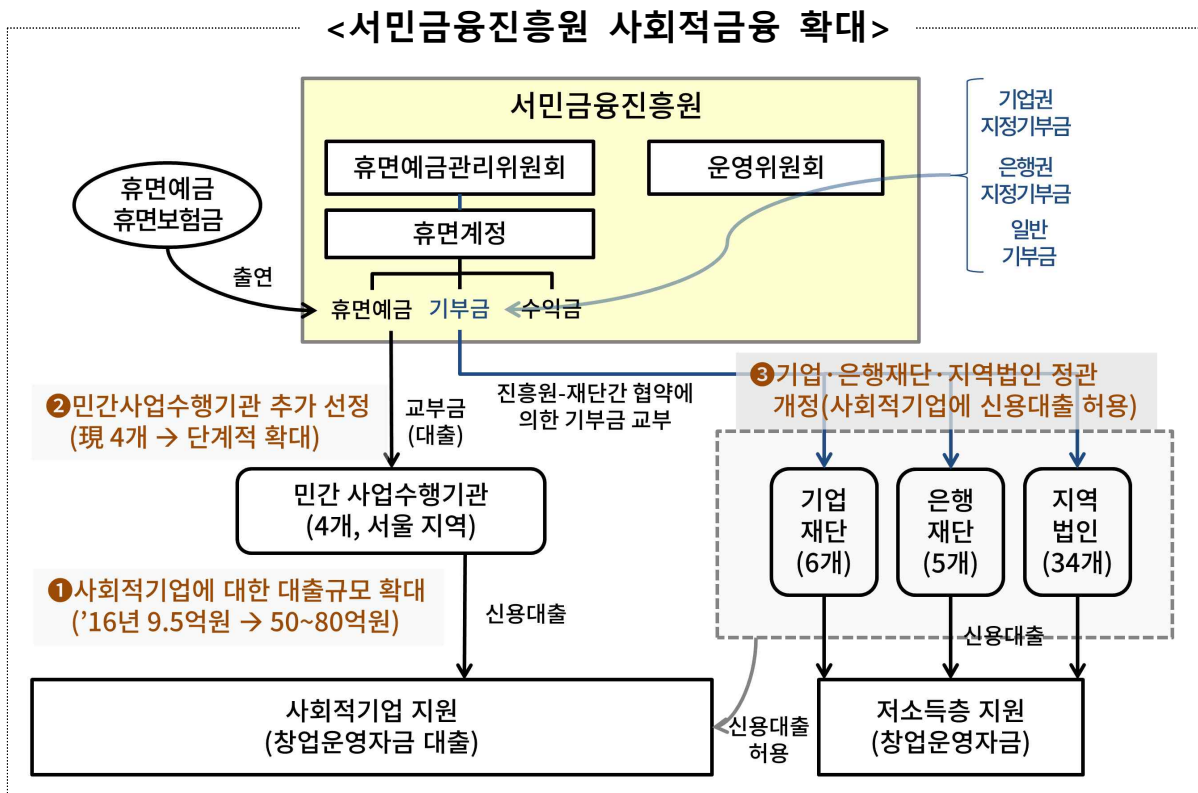 <서민금융진흥원 사회적금융 확대>
서민금융진흥원
기업권
지정기부금
은행권
지정기부금
일반
기부금
휴면예금관리위원회
운영위원회
휴면예금
휴면보험금
휴면계정
출연
휴면예금
기부금
수익금
❷민간사업수행기관 추가 선정
(現 4개 → 단계적 확대)
교부금
(대출)
진흥원-재단간 협약에
의한 기부금 교부
❸기업·은행재단·지역법인 정관
개정(사회적기업에 신용대출 허용)
민간 사업수행기관
(4개, 서울 지역)
기업
재단
(6개)
은행
재단
(5개)
지역
법인
(34개)
❶사회적기업에 대한 대출규모 확대
(’16년 9.5억원 → 50~80억원)
신용대출
신용대출
사회적기업 지원
(창업운영자금 대출)
신용대출
허용
저소득층 지원
(창업운영자금)